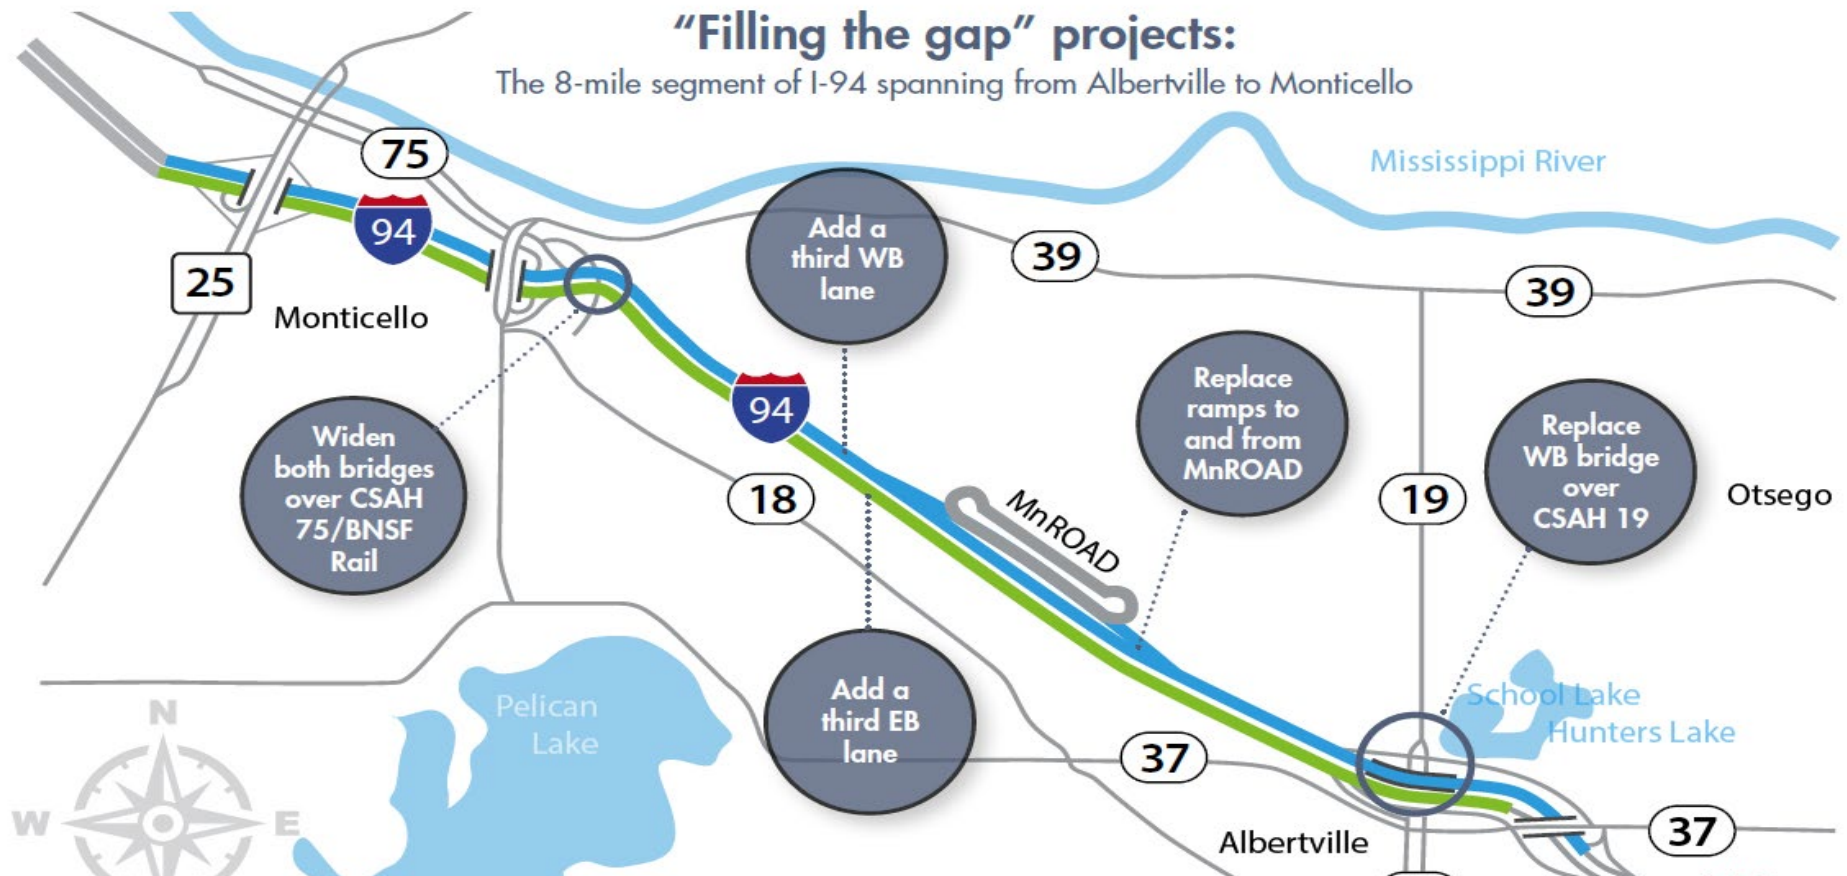 “Filling the gap” projects:
The 8-mile segment of I-94 spanning from Albertville to Monticello
75
Mississippi River
94
Add a
third WB
lane
39
25
39
Monticello
94
Replace
ramps to
and from
MnROAD
Widen
both bridges
over CSAH
75/BNSF
Rail
18
MnROAD
19
Replace
WB bridge
over
CSAH 19
Otsego
Pelican
Lake
Add a
third EB
lane
School Lake
Hunters Lake
37
N
W
E
Albertville
37